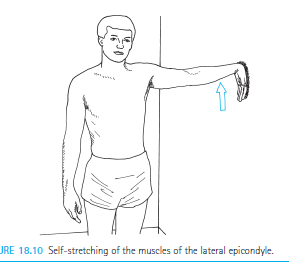 URE 18.10 Self-stretching of the muscles of the lateral epicondyle.